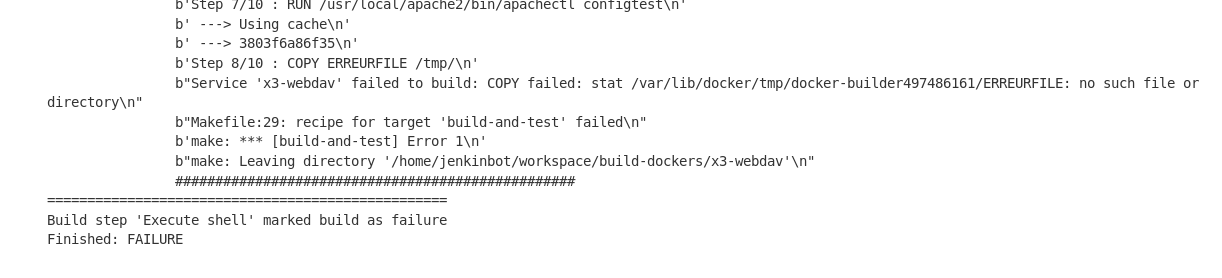 b'Step 7/10 : RUN /usr/local/apache2/bin/apachectl configtest\n'
b' ---> Using cache\n'
b' ---> 3803f6a86f35\n'
b'Step 8/10 : COPY ERREURFILE /tmp/\n'
b"Service 'x3-webdav' failed to build: COPY failed: stat /var/lib/docker/tmp/docker-builder497486161/ERREURFILE: no such file or
directory\n"
b"Makefile:29: recipe for target 'build-and-test' failed\n"
b'make: *** [build-and-test] Error 1\n'
b"make: Leaving directory '/home/jenkinbot/workspace/build-dockers/x3-webdav'\n"
##################################################
==================================================
Build step 'Execute shell' marked build as failure
Finished: FAILURE